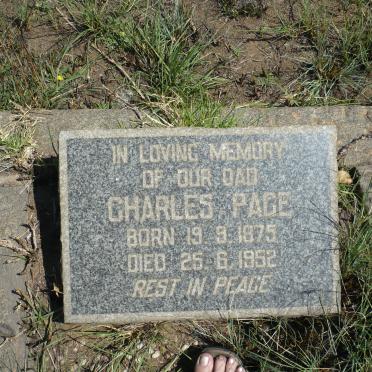 IN LOVING MEMORY
OF OUR DAD
CHARLES PAGE
BORN 19.9.1875
DIED 25.6.1952
REST IN PEACE